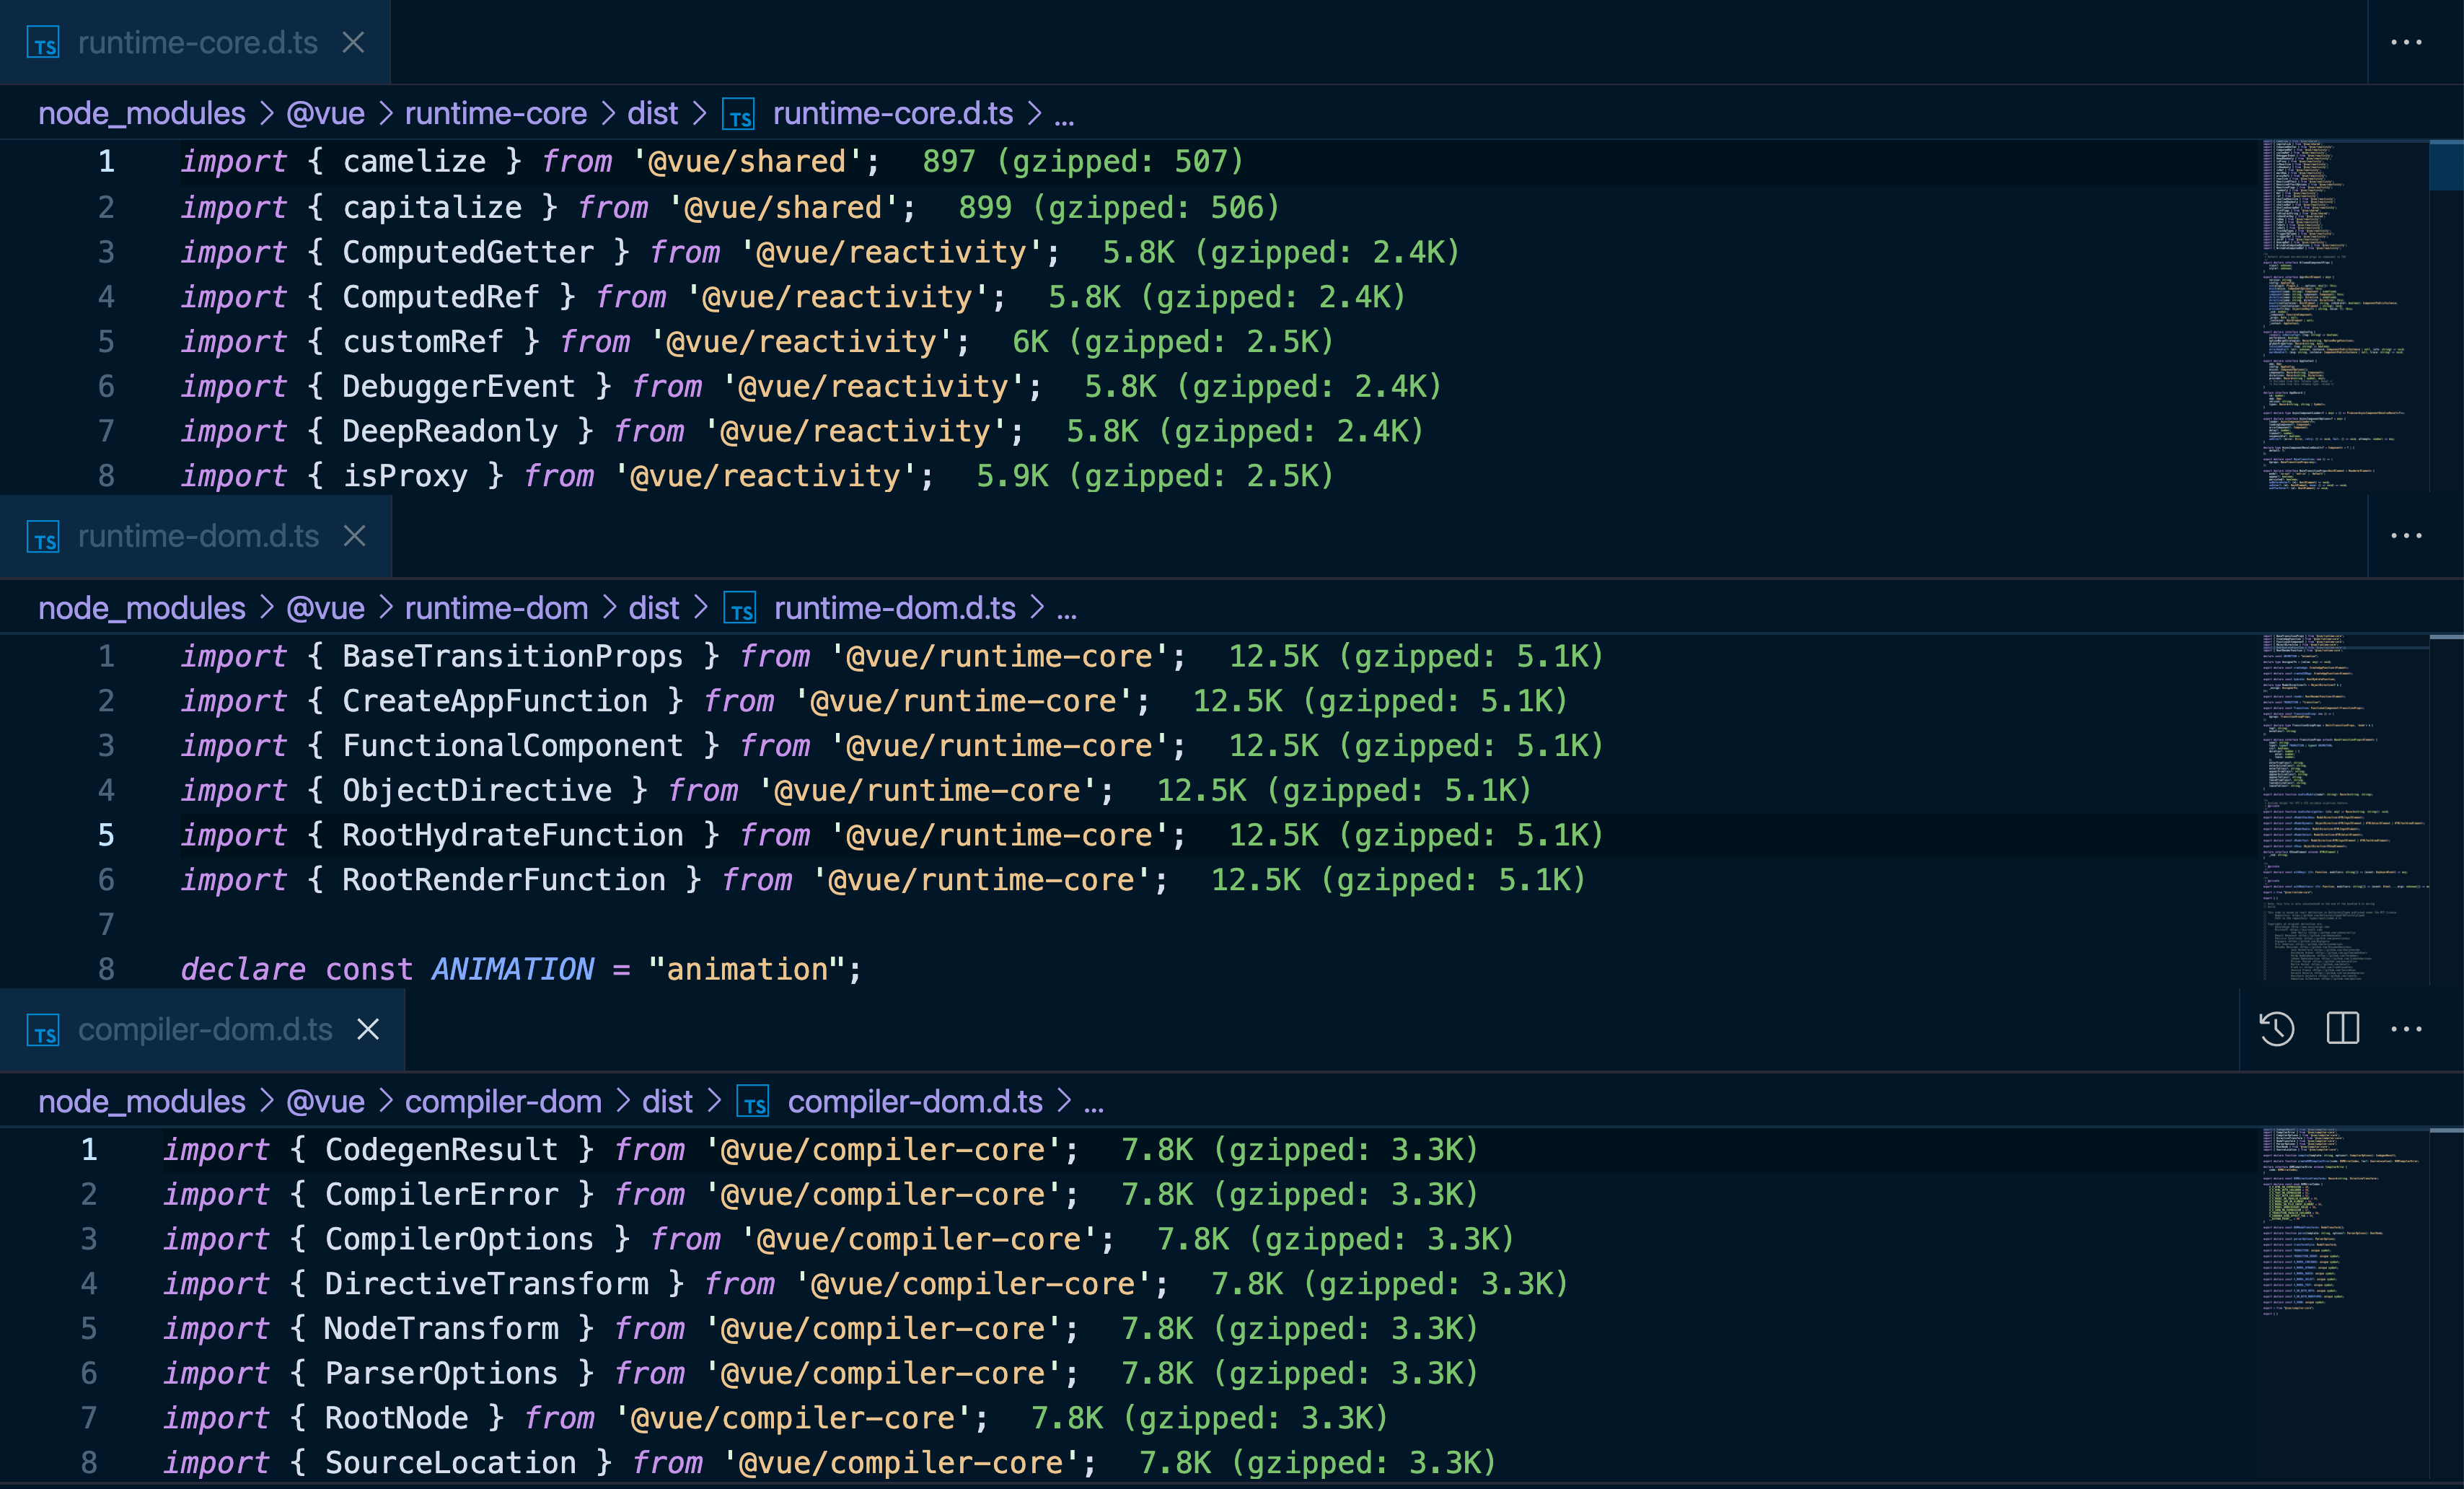 TS runtime-core.d.ts
node_modules > @vue > runtime-core > dist > TS runtime-core.d.ts > ...
1 import { camelize } from '@vue/shared'; 897 (gzipped: 507)
2 import { capitalize } from '@vue/shared'; 899 (gzipped: 506)
3 import { ComputedGetter } from '@vue/reactivity'; 5.8K (gzipped: 2.4K)
4 import { ComputedRef } from '@vue/reactivity'; 5.8K (gzipped: 2.4K)
5 import { customRef } from '@vue/reactivity'; 6K (gzipped: 2.5K)
6 import { DebuggerEvent } from '@vue/reactivity'; 5.8K (gzipped: 2.4K)
7 import { DeepReadonly } from '@vue/reactivity'; 5.8K (gzipped: 2.4K)
8 import { isProxy } from '@vue/reactivity'; 5.9K (gzipped: 2.5K)
TS runtime-dom.d.ts
node_modules > @vue > runtime-dom > dist > TS runtime-dom.d.ts > ...
1 import { BaseTransitionProps } from '@vue/runtime-core'; 12.5K (gzipped: 5.1K)
2 import { CreateAppFunction } from '@vue/runtime-core'; 12.5K (gzipped: 5.1K)
3 import { FunctionalComponent } from '@vue/runtime-core'; 12.5K (gzipped: 5.1K)
4 import { ObjectDirective } from '@vue/runtime-core'; 12.5K (gzipped: 5.1K)
5 import { RootHydrateFunction } from '@vue/runtime-core'; 12.5K (gzipped: 5.1K)
6 import { RootRenderFunction } from '@vue/runtime-core'; 12.5K (gzipped: 5.1K)
7
8 declare const ANIMATION = "animation";
TS compiler-dom.d.ts
node_modules > @vue > compiler-dom > dist > TS compiler-dom.d.ts > ...
1 import { CodegenResult } from '@vue/compiler-core'; 7.8K (gzipped: 3.3K)
2 import { CompilerError } from '@vue/compiler-core'; 7.8K (gzipped: 3.3K)
3 import { CompilerOptions } from '@vue/compiler-core'; 7.8K (gzipped: 3.3K)
4 import { DirectiveTransform } from '@vue/compiler-core'; 7.8K (gzipped: 3.3K)
5 import { NodeTransform } from '@vue/compiler-core'; 7.8K (gzipped: 3.3K)
6 import { ParserOptions } from '@vue/compiler-core'; 7.8K (gzipped: 3.3K)
7 import { RootNode } from '@vue/compiler-core'; 7.8K (gzipped: 3.3K)
8 import { SourceLocation } from '@vue/compiler-core'; 7.8K (gzipped: 3.3K)